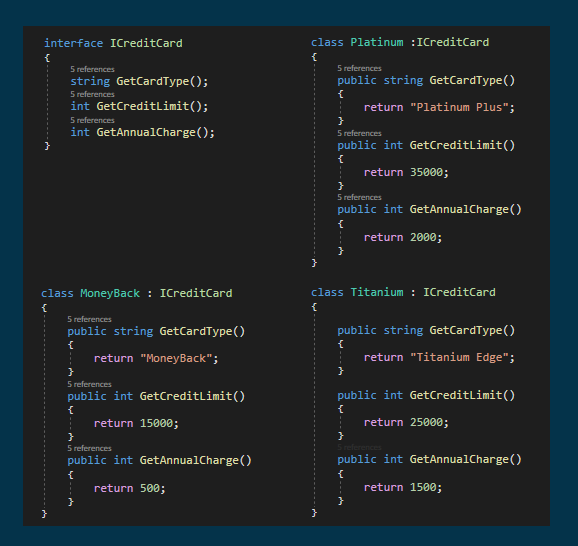 interface ICreditCard
{
5 references
string GetCardType();
5 references
int GetCreditLimit();
5 references
int GetAnnualCharge();
}
class Platinum :ICreditCard
{
5 references
public string GetCardType()
{
return "Platinum Plus";
}
5 references
public int GetCreditLimit()
{
return 35000;
}
5 references
public int GetAnnualCharge()
{
return 2000;
}
}
class MoneyBack : ICreditCard
{
5 references
public string GetCardType()
{
return "MoneyBack";
}
5 references
public int GetCreditLimit()
{
return 15000;
}
5 references
public int GetAnnualCharge()
{
return 500;
}
}
class Titanium : ICreditCard
{
public string GetCardType()
{
return "Titanium Edge";
}
public int GetCreditLimit()
{
return 25000;
}
public int GetAnnualCharge()
{
return 1500;
}
}